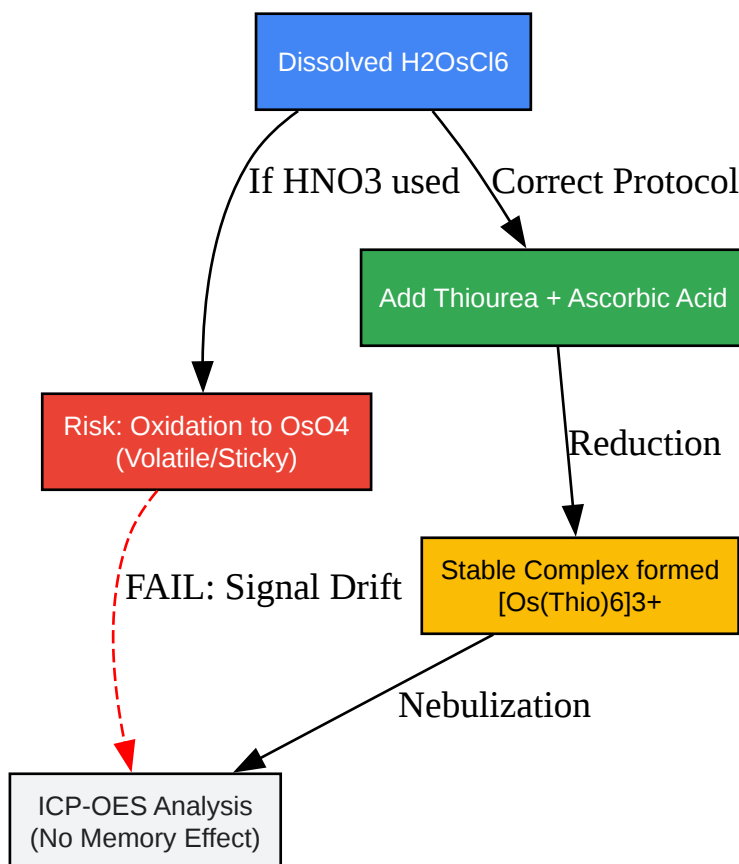 Dissolved H2OsCl6
If HNO3 used
Correct Protocol
Add Thiourea + Ascorbic Acid
Risk: Oxidation to OsO4
(Volatile/Sticky)
Reduction
Stable Complex formed
[Os(Thio)6]3+
FAIL: Signal Drift
Nebulization
ICP-OES Analysis
(No Memory Effect)